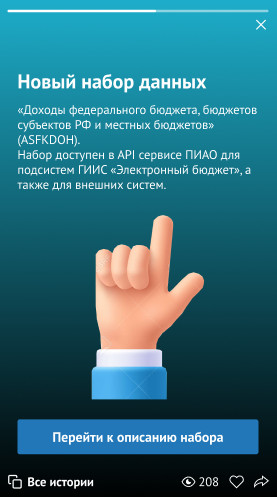 Новый набор данных
«Доходы федерального бюджета, бюджетов
субъектов РФ и местных бюджетов»
(ASFKDOH).
Набор доступен в API сервисе ПИАО для
подсистем ГИИС «Электронный бюджет», а
также для внешних систем.
Перейти к описанию набора
Все истории
208